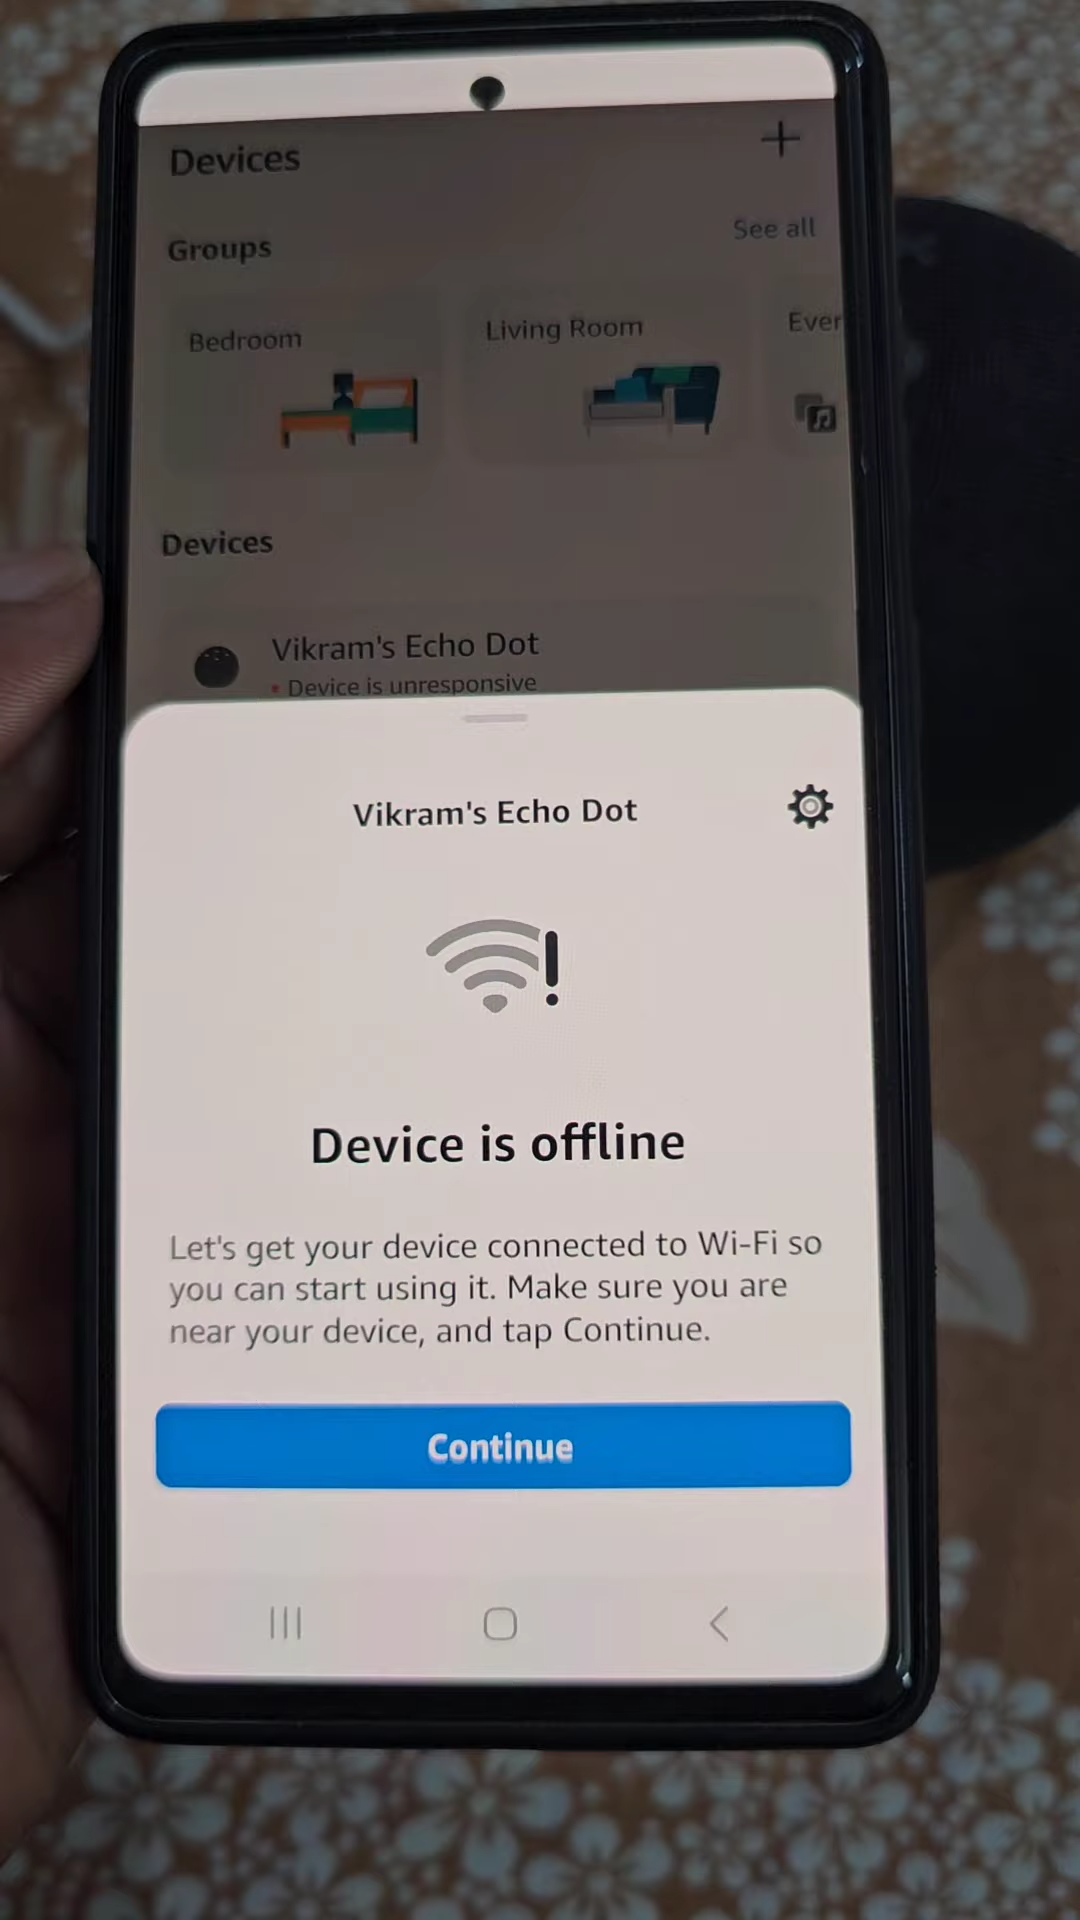 Devices
Groups
See all
Bedroom
Living Room
Ever
Devices
Vikram's Echo Dot
Device is unresponsive
Vikram's Echo Dot
Device is offline
Let's get your device connected to Wi-Fi so
you can start using it. Make sure you are
near your device, and tap Continue.
Continue